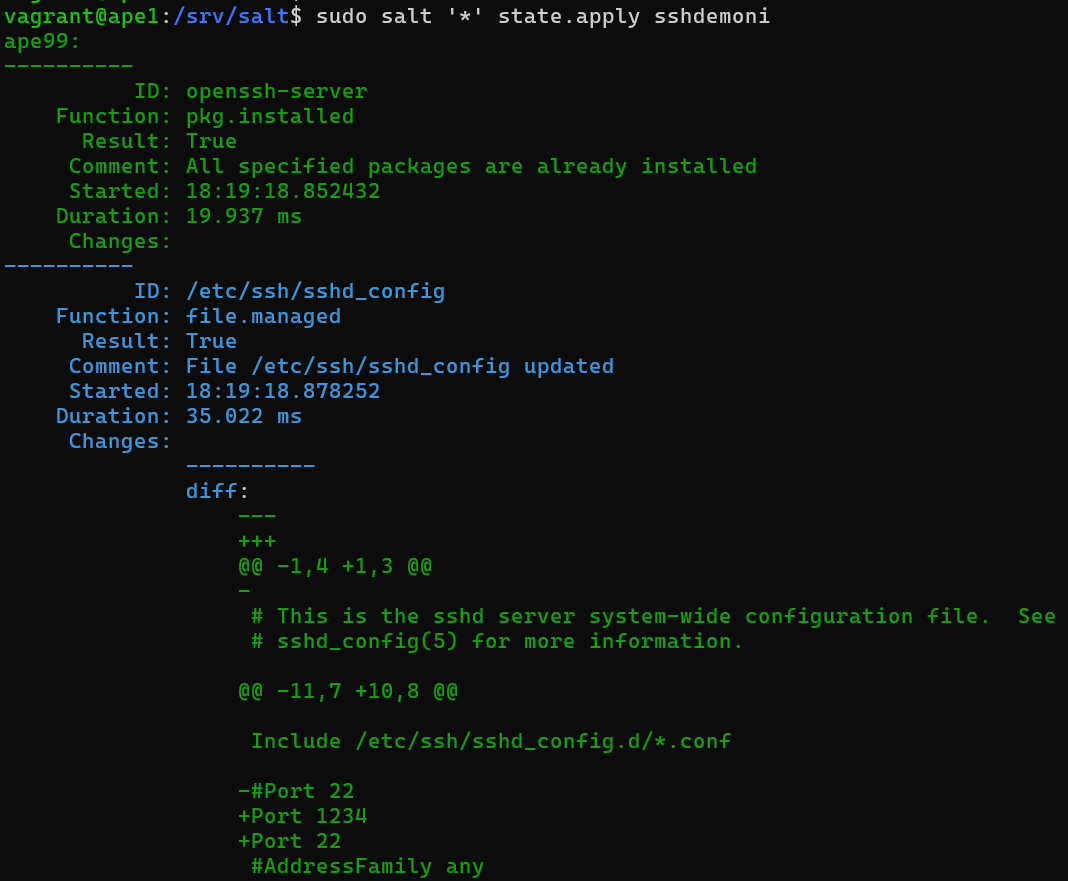 vagrant@ape1:/srv/salt$ sudo salt '*' state.apply sshdemoni
ape99:
----------
          ID: openssh-server
    Function: pkg.installed
      Result: True
     Comment: All specified packages are already installed
     Started: 18:19:18.852432
    Duration: 19.937 ms
     Changes:
----------
          ID: /etc/ssh/sshd_config
    Function: file.managed
      Result: True
     Comment: File /etc/ssh/sshd_config updated
     Started: 18:19:18.878252
    Duration: 35.022 ms
     Changes:
              ----------
              diff:
                  ---
                  +++
                  @@ -1,4 +1,3 @@
                  -
                   # This is the sshd server system-wide configuration file.  See
                   # sshd_config(5) for more information.

                  @@ -11,7 +10,8 @@

                   Include /etc/ssh/sshd_config.d/*.conf

                  -#Port 22
                  +Port 1234
                  +Port 22
                   #AddressFamily any